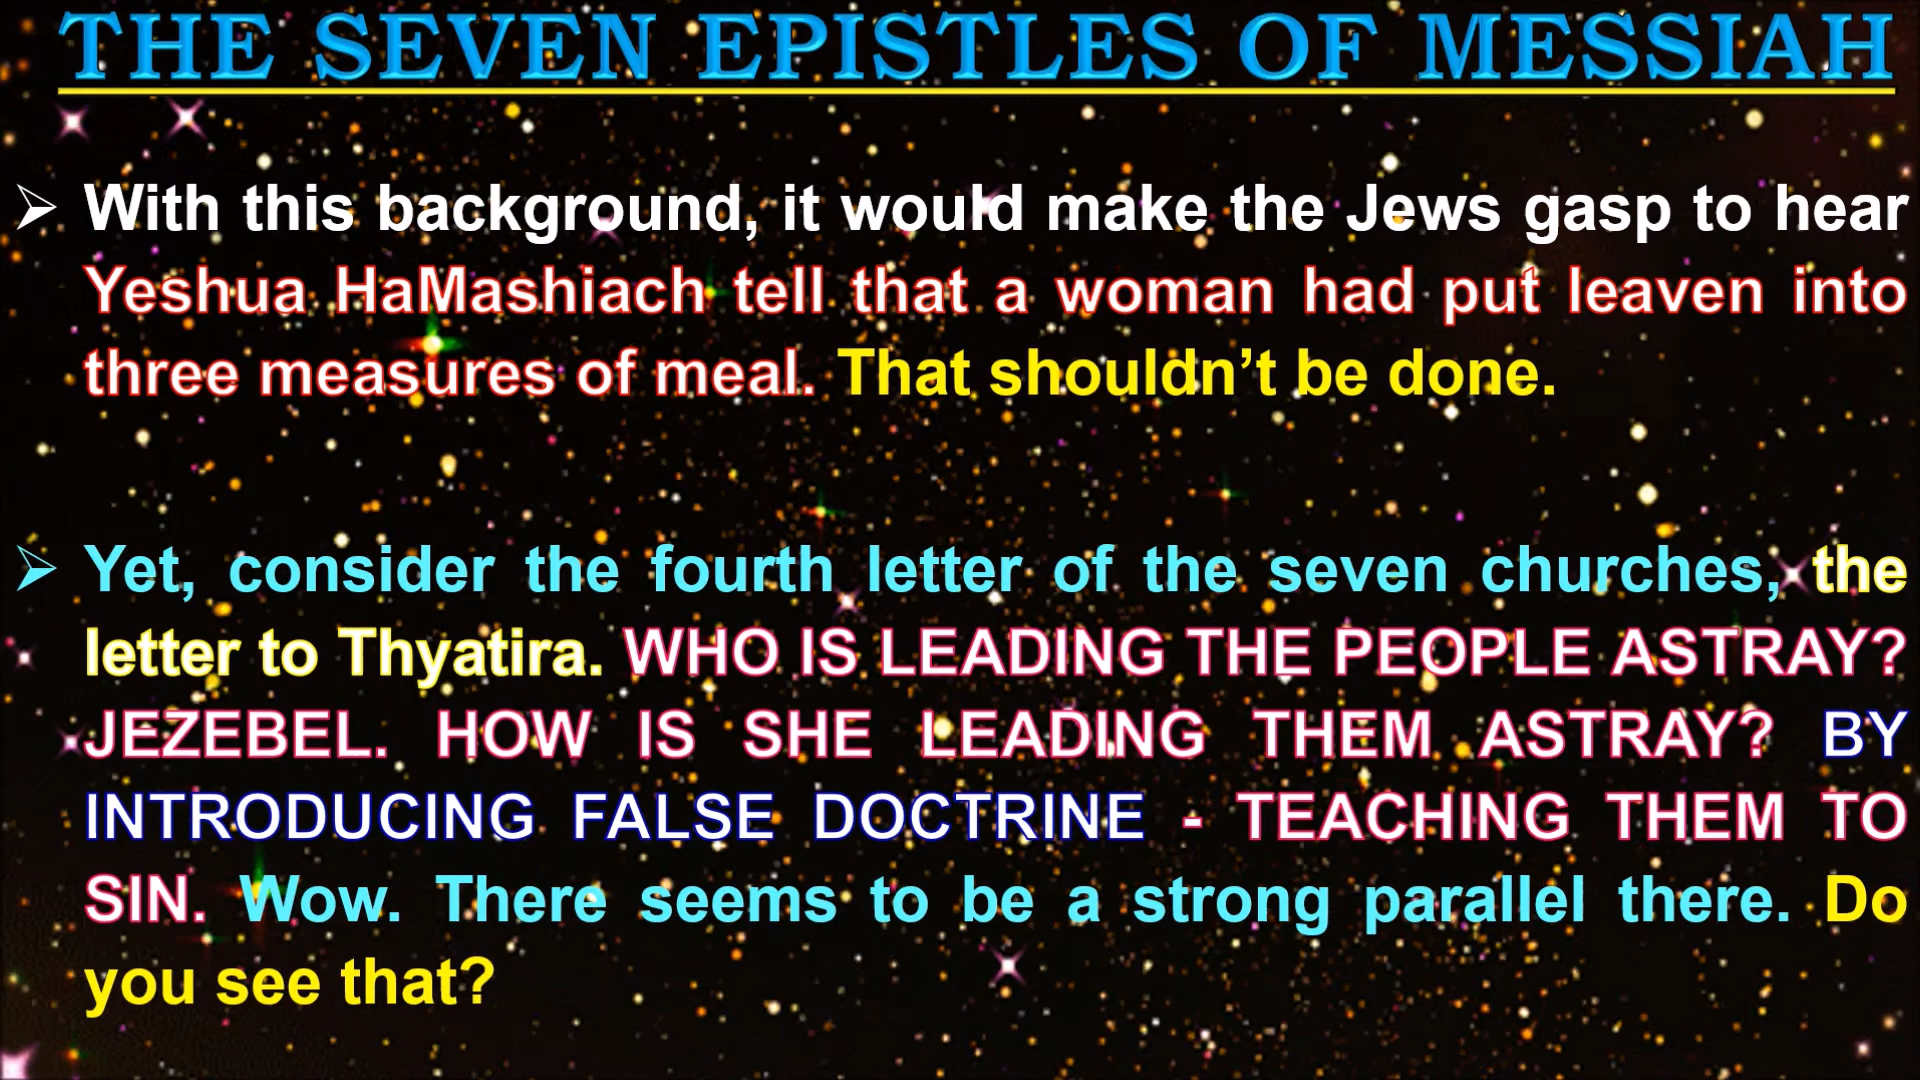 THE SEVEN EPISTLES OF MESSIAH
➢ With this background, it would make the Jews gasp to hear
Yeshua HaMashiach tell that a woman had put leaven into
three measures of meal. That shouldn’t be done.
➢ Yet, consider the fourth letter of the seven churches, the
letter to Thyatira. WHO IS LEADING THE PEOPLE ASTRAY?
JEZEBEL. HOW IS SHE LEADING THEM ASTRAY? BY
INTRODUCING FALSE DOCTRINE - TEACHING THEM TO
SIN. Wow. There seems to be a strong parallel there. Do
you see that?